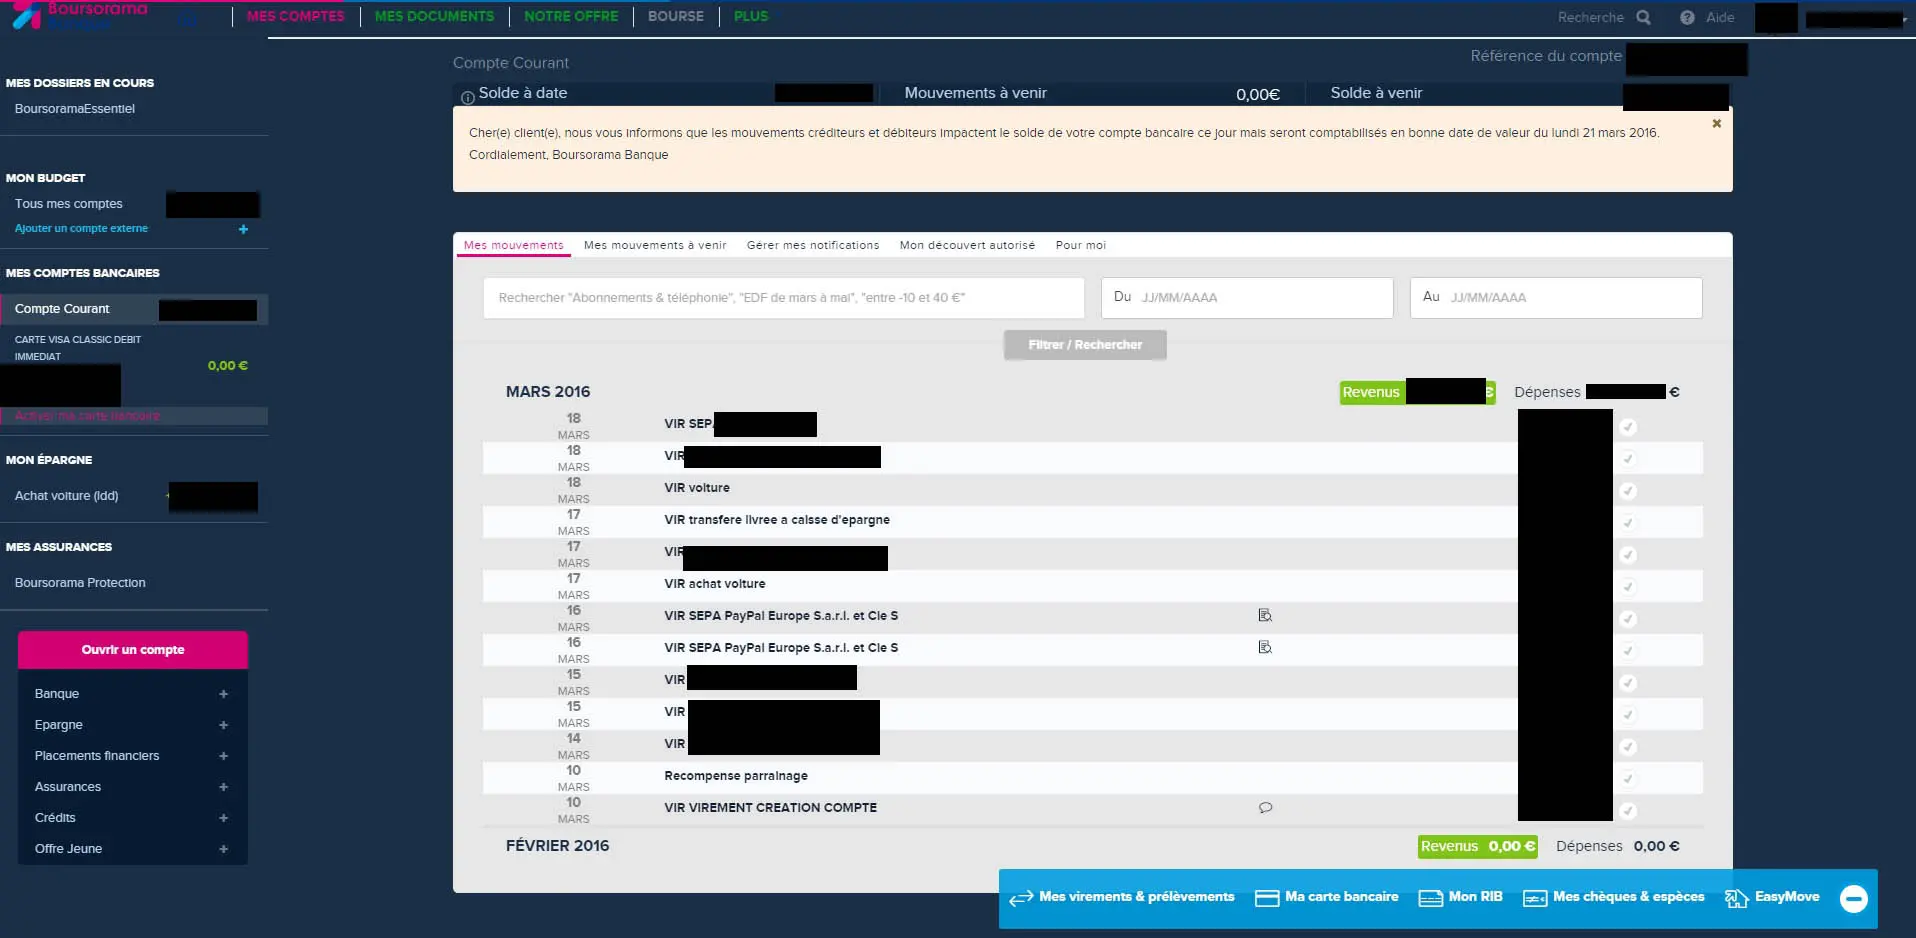 Boursorama
MES COMPTES
MES DOCUMENTS
NOTRE OFFRE
BOURSE
PLUS
Recherche
Aide
MES DOSSIERS EN COURS
BoursoramaEssentiel
MON BUDGET
Tous mes comptes
Ajouter un compte externe +
MES COMPTES BANCAIRES
Compte Courant
CARTE VISA CLASSIC DEBIT
IMMEDIAT
0,00 €
Activer ma carte bancaire
MON ÉPARGNE
Achat voiture (ldd)
MES ASSURANCES
Boursorama Protection
Ouvrir un compte
Banque +
Epargne +
Placements financiers +
Assurances +
Crédits +
Offre Jeune +
Compte Courant
Référence du compte
Solde à date
Mouvements à venir 0,00€
Solde à venir
Cher(e) client(e), nous vous informons que les mouvements créditeurs et débiteurs impactent le solde de votre compte bancaire ce jour mais seront comptabilisés en bonne date de valeur du lundi 21 mars 2016.
Cordialement, Boursorama Banque
Mes mouvements
Mes mouvements à venir
Gérer mes notifications
Mon découvert autorisé
Pour moi
Rechercher "Abonnements & téléphonie", "EDF de mars à mai", "entre -10 et 40 €"
Du JJ/MM/AAAA
Au JJ/MM/AAAA
Filtrer / Rechercher
MARS 2016
Revenus €
Dépenses €
18 MARS VIR SEPA
18 MARS VIR
18 MARS VIR voiture
17 MARS VIR transfere livree a caisse d'epargne
17 MARS VIR
17 MARS VIR achat voiture
16 MARS VIR SEPA PayPal Europe S.a.r.l. et Cie S
16 MARS VIR SEPA PayPal Europe S.a.r.l. et Cie S
15 MARS VIR
15 MARS VIR
14 MARS VIR
10 MARS Recompense parrainage
10 MARS VIR VIREMENT CREATION COMPTE
FÉVRIER 2016
Revenus 0,00 €
Dépenses 0,00 €
Mes virements & prélèvements
Ma carte bancaire
Mon RIB
Mes chèques & espèces
EasyMove